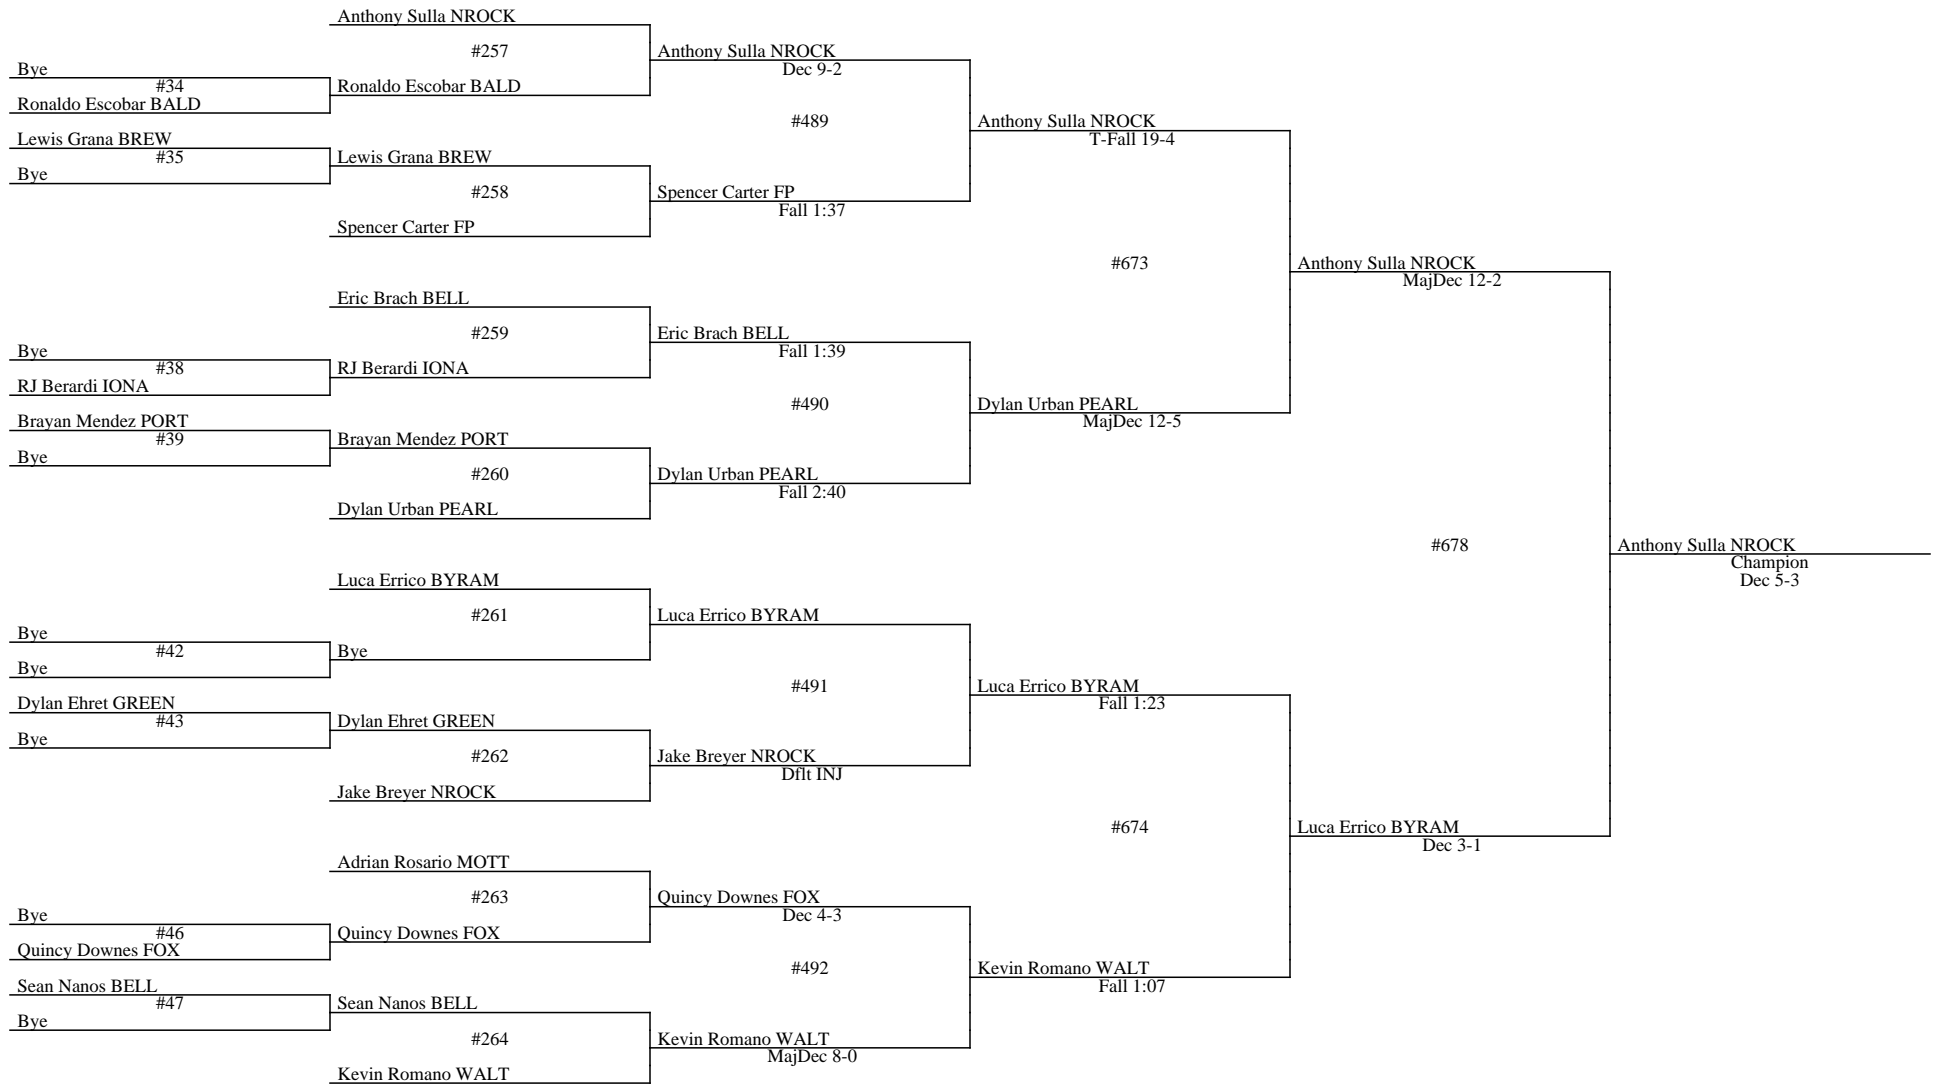 Anthony Sulla NROCK
#257
Anthony Sulla NROCK
Bye
Dec 9-2
#34
Ronaldo Escobar BALD
Ronaldo Escobar BALD
#489
Anthony Sulla NROCK
Lewis Grana BREW
T-Fall 19-4
#35
Lewis Grana BREW
Bye
#258
Spencer Carter FP
Fall 1:37
Spencer Carter FP
#673
Anthony Sulla NROCK
MajDec 12-2
Eric Brach BELL
#259
Eric Brach BELL
Bye
Fall 1:39
#38
RJ Berardi IONA
RJ Berardi IONA
#490
Dylan Urban PEARL
Brayan Mendez PORT
MajDec 12-5
#39
Brayan Mendez PORT
Bye
#260
Dylan Urban PEARL
Fall 2:40
Dylan Urban PEARL
#678
Anthony Sulla NROCK
Champion
Dec 5-3
Luca Errico BYRAM
#261
Luca Errico BYRAM
Bye
#42
Bye
Bye
#491
Luca Errico BYRAM
Dylan Ehret GREEN
Fall 1:23
#43
Dylan Ehret GREEN
Bye
#262
Jake Breyer NROCK
Dflt INJ
Jake Breyer NROCK
#674
Luca Errico BYRAM
Dec 3-1
Adrian Rosario MOTT
#263
Quincy Downes FOX
Bye
Dec 4-3
#46
Quincy Downes FOX
Quincy Downes FOX
#492
Kevin Romano WALT
Sean Nanos BELL
Fall 1:07
#47
Sean Nanos BELL
Bye
#264
Kevin Romano WALT
MajDec 8-0
Kevin Romano WALT